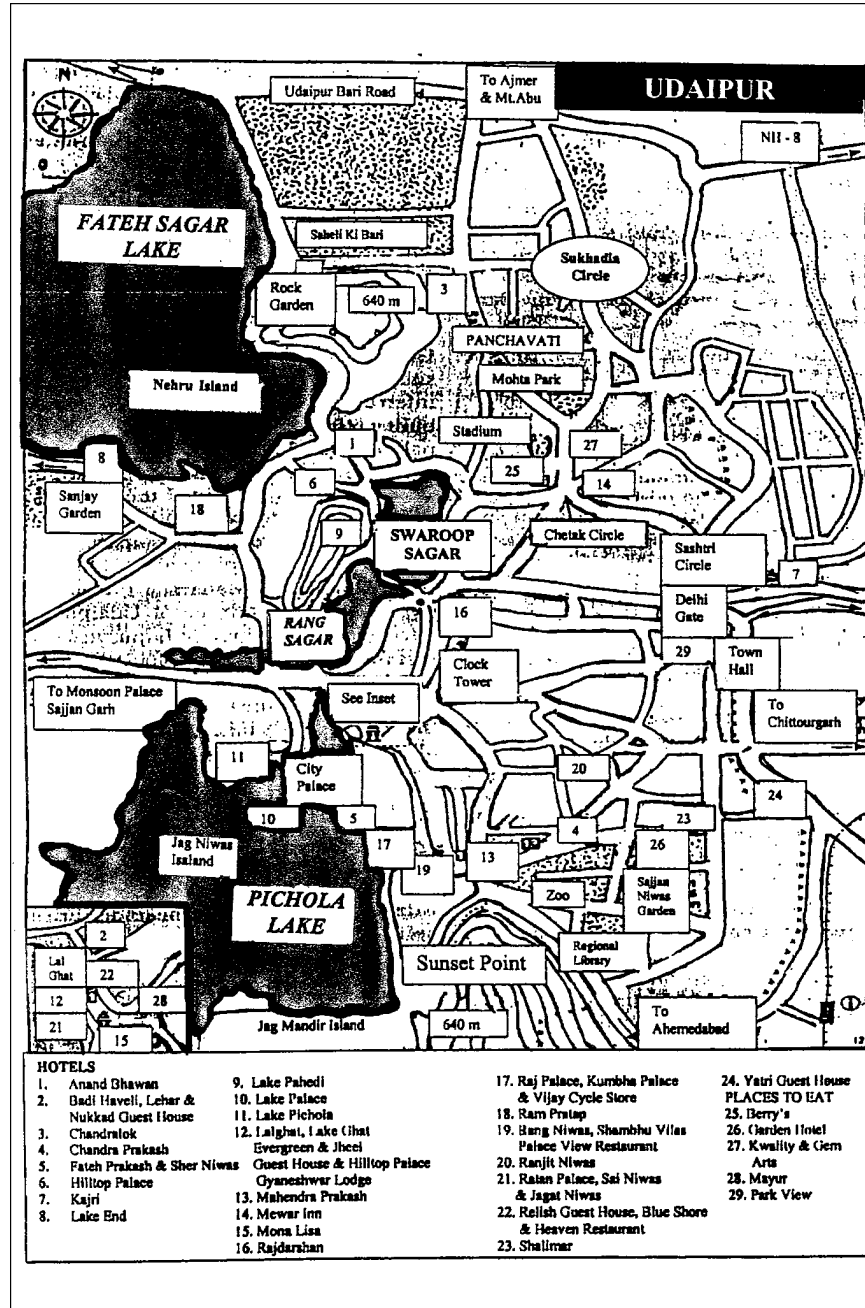 N
Udaipur Bari Road
To Ajmer
& Mt.Abu
UDAIPUR
NH - 8
FATEH SAGAR
LAKE
Saheli Ki Bari
Sukhadia
Circle
Rock
Garden
640 m
3
PANCHAVATI
Nehru Island
Mohta Park
1
Stadium
27
8
6
25
14
Sanjay
Garden
18
9
SWAROOP
SAGAR
Chetak Circle
Sashtri
Circle
7
RANG
SAGAR
16
Delhi
Gate
29
Town
Hall
Clock
Tower
To Monsoon Palace
Sajjan Garh
See Inset
To
Chittourgarh
11
City
Palace
20
24
10
5
4
23
Jag Niwas
Isaland
17
19
13
26
PICHOLA
LAKE
Zoo
Sajjan
Niwas
Garden
2
Lal
Ghat
22
12
28
21
15
Sunset Point
Regional
Library
Jag Mandir Island
640 m
To
Ahemedabad
12
HOTELS
1. Anand Bhawan
2. Badi Haveli, Lehar &
Nukkad Guest House
3. Chandralok
4. Chandra Prakash
5. Fateh Prakash & Sher Niwas
6. Hilltop Palace
7. Kajri
8. Lake End
9. Lake Pahedi
10. Lake Palace
11. Lake Pichola
12. Lalghat, Lake Ghat
Evergreen & Jheel
Guest House & Hilltop Palace
Gyaneshwar Lodge
13. Mahendra Prakash
14. Mewar Inn
15. Mona Lisa
16. Rajdarshan
17. Raj Palace, Kumbha Palace
& Vijay Cycle Store
18. Ram Pratap
19. Rang Niwas, Shambhu Vilas
Palace View Restaurant
20. Ranjit Niwas
21. Ratan Palace, Sai Niwas
& Jagat Niwas
22. Relish Guest House, Blue Shore
& Heaven Restaurant
23. Shalimar
24. Yatri Guest House
PLACES TO EAT
25. Berry's
26. Garden Hotel
27. Kwality & Gem
Arts
28. Mayur
29. Park View